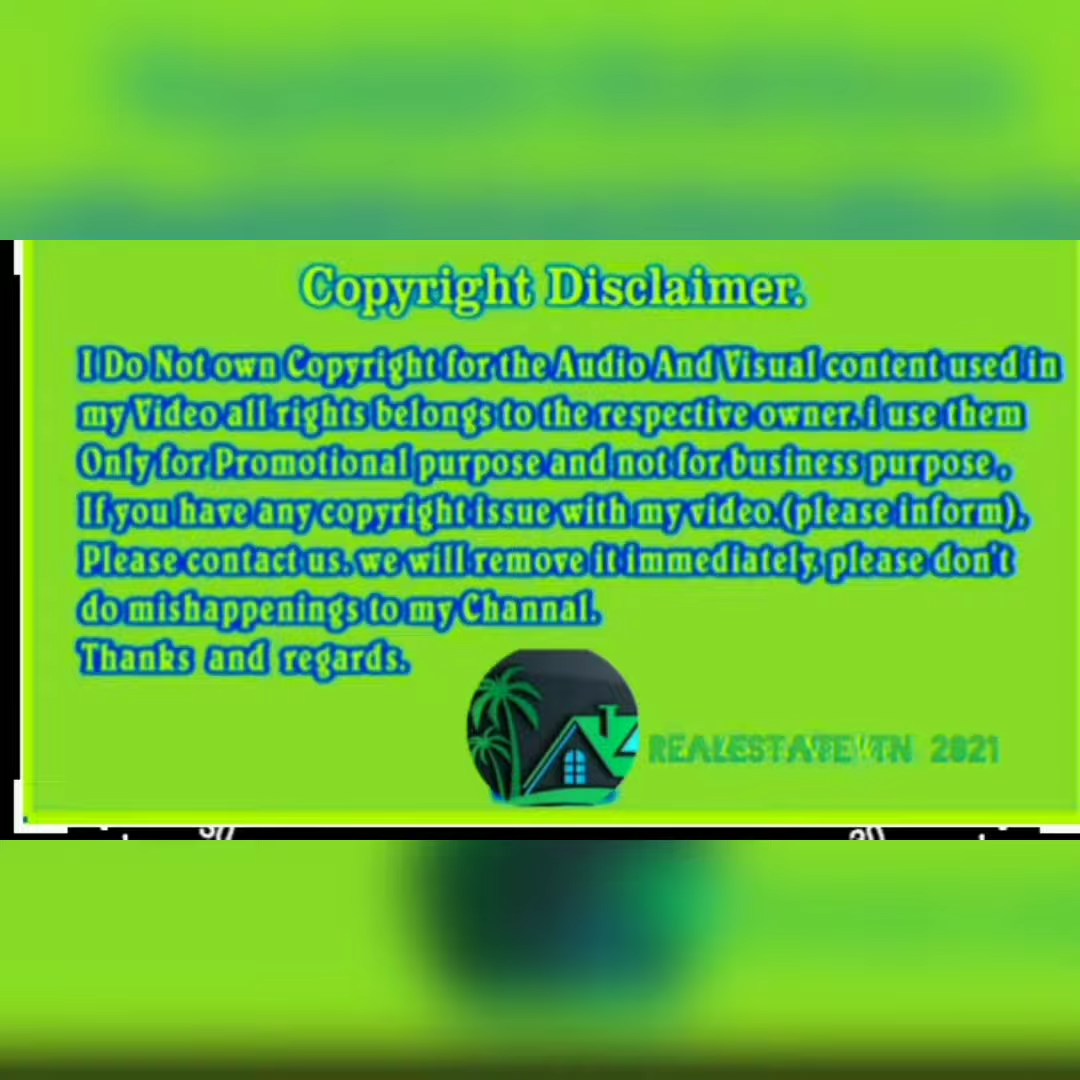 Copyright Disclaimer.
I Do Not own Copyright for the Audio And Visual content used in
my Video all rights belongs to the respective owner. i use them
Only for Promotional purpose and not for business purpose ,
If you have any copyright issue with my video.(please inform),
Please contact us. we will remove it immediately, please don't
do mishappenings to my Channal.
Thanks and regards.
REALESTATE TN 2021